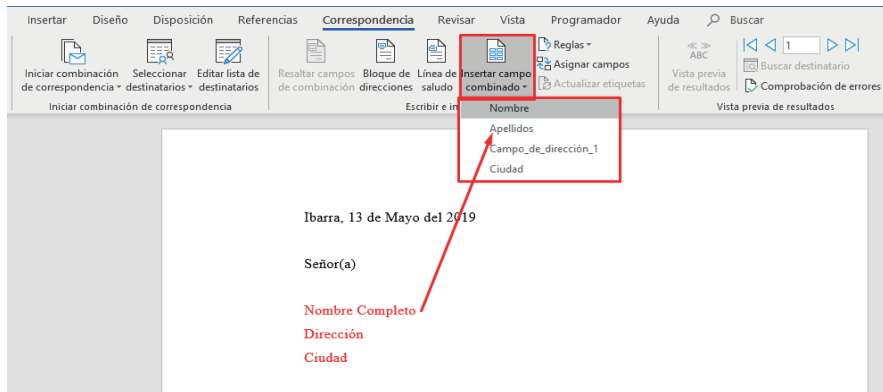 Insertar Diseño Disposición Referencias Correspondencia Revisar Vista Programador Ayuda Buscar
Iniciar combinación de correspondencia
Seleccionar destinatarios
Editar lista de destinatarios
Iniciar combinación de correspondencia
Resaltar campos de combinación
Bloque de direcciones
Línea de saludo
Insertar campo combinado
Reglas
Asignar campos
Actualizar etiquetas
Escribir e in
Vista previa de resultados
ABC
1
Buscar destinatario
Comprobación de errores
Vista previa de resultados
Nombre
Apellidos
Campo_de_dirección_1
Ciudad
Ibarra, 13 de Mayo del 2019
Señor(a)
Nombre Completo
Dirección
Ciudad